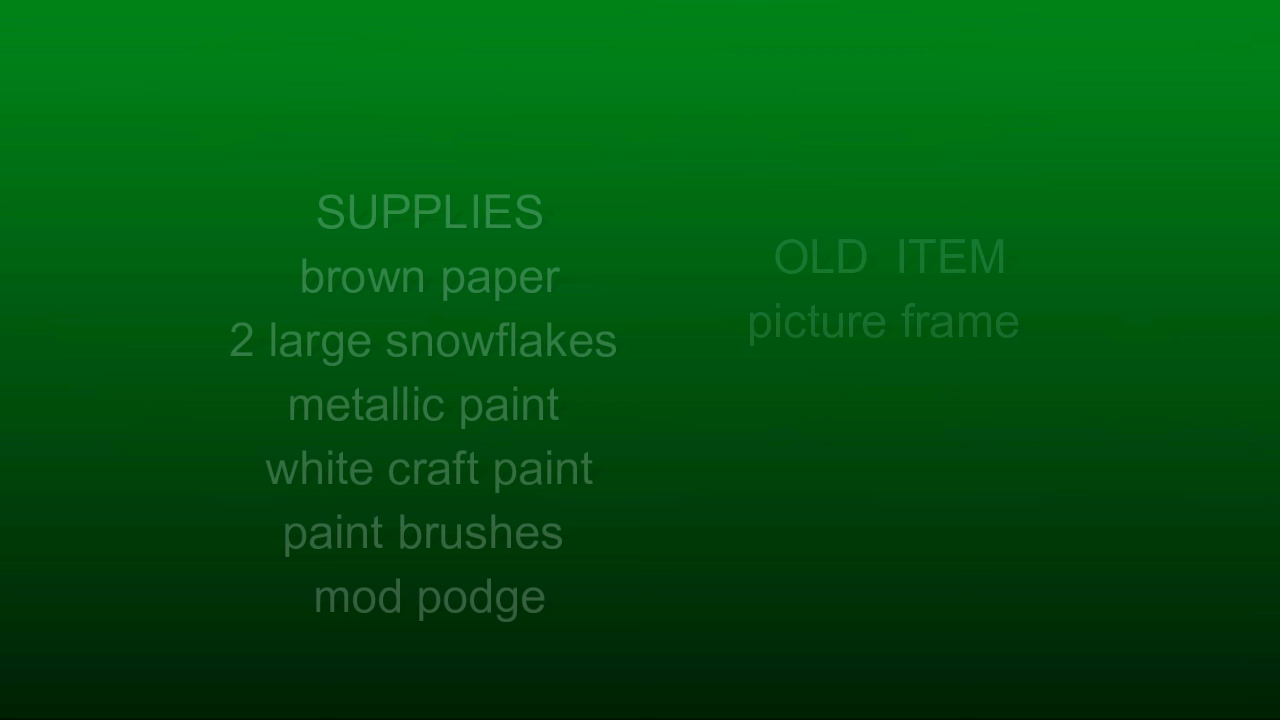 SUPPLIES
brown paper
2 large snowflakes
metallic paint
white craft paint
paint brushes
mod podge
OLD ITEM
picture frame